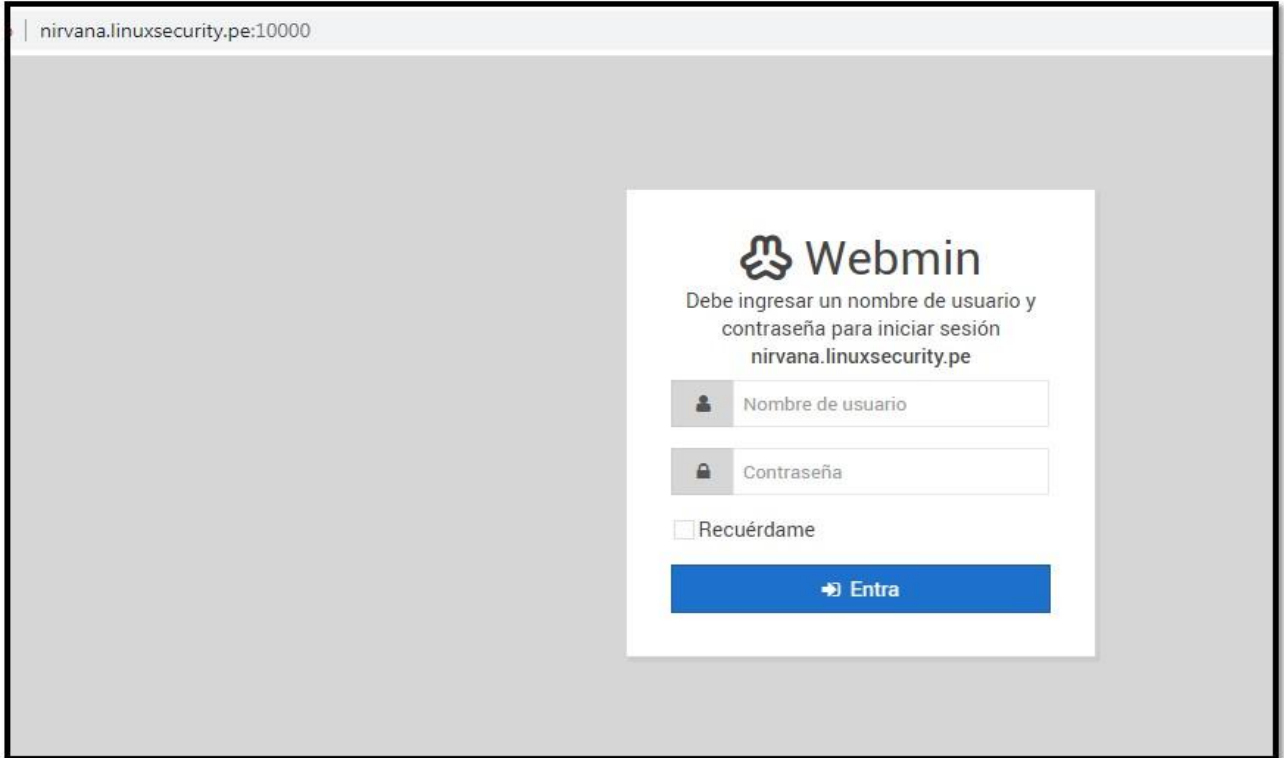 nirvana.linuxsecurity.pe:10000
Webmin
Debe ingresar un nombre de usuario y
contraseña para iniciar sesión
nirvana.linuxsecurity.pe
Nombre de usuario
Contraseña
Recuérdame
Entra